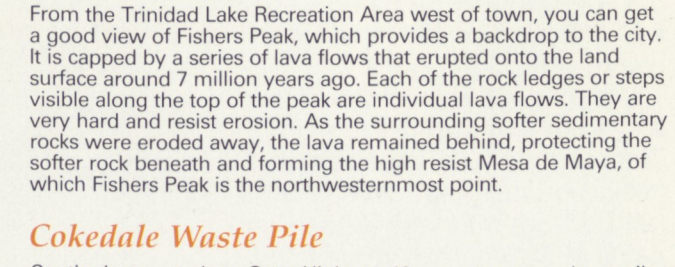 From the Trinidad Lake Recreation Area west of town, you can get
a good view of Fishers Peak, which provides a backdrop to the city.
It is capped by a series of lava flows that erupted onto the land
surface around 7 million years ago. Each of the rock ledges or steps
visible along the top of the peak are individual lava flows. They are
very hard and resist erosion. As the surrounding softer sedimentary
rocks were eroded away, the lava remained behind, protecting the
softer rock beneath and forming the high resist Mesa de Maya, of
which Fishers Peak is the northwesternmost point.
Cokedale Waste Pile